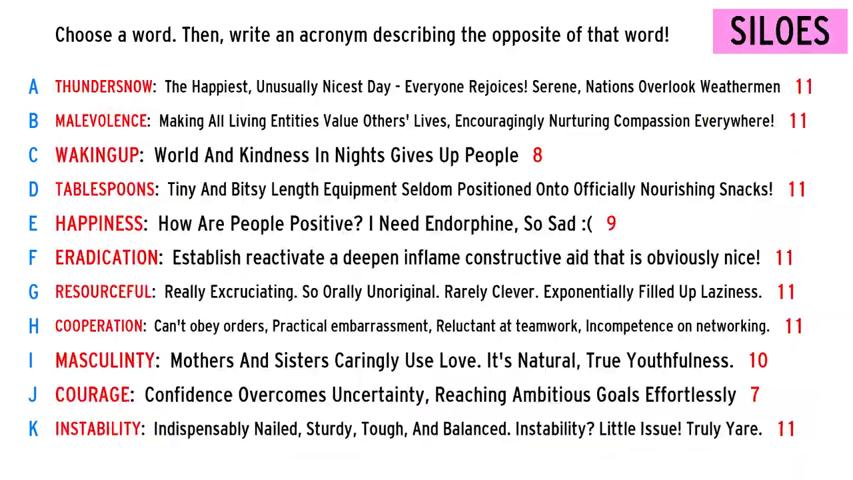 Choose a word. Then, write an acronym describing the opposite of that word!
SILOES
A THUNDERSNOW: The Happiest, Unusually Nicest Day - Everyone Rejoices! Serene, Nations Overlook Weathermen 11
B MALEVOLENCE: Making All Living Entities Value Others' Lives, Encouragingly Nurturing Compassion Everywhere! 11
C WAKINGUP: World And Kindness In Nights Gives Up People 8
D TABLESPOONS: Tiny And Bitsy Length Equipment Seldom Positioned Onto Officially Nourishing Snacks! 11
E HAPPINESS: How Are People Positive? I Need Endorphine, So Sad :( 9
F ERADICATION: Establish reactivate a deepen inflame constructive aid that is obviously nice! 11
G RESOURCEFUL: Really Excruciating. So Orally Unoriginal. Rarely Clever. Exponentially Filled Up Laziness. 11
H COOPERATION: Can't obey orders, Practical embarrassment, Reluctant at teamwork, Incompetence on networking. 11
I MASCULINTY: Mothers And Sisters Caringly Use Love. It's Natural, True Youthfulness. 10
J COURAGE: Confidence Overcomes Uncertainty, Reaching Ambitious Goals Effortlessly 7
K INSTABILITY: Indispensably Nailed, Sturdy, Tough, And Balanced. Instability? Little Issue! Truly Yare. 11